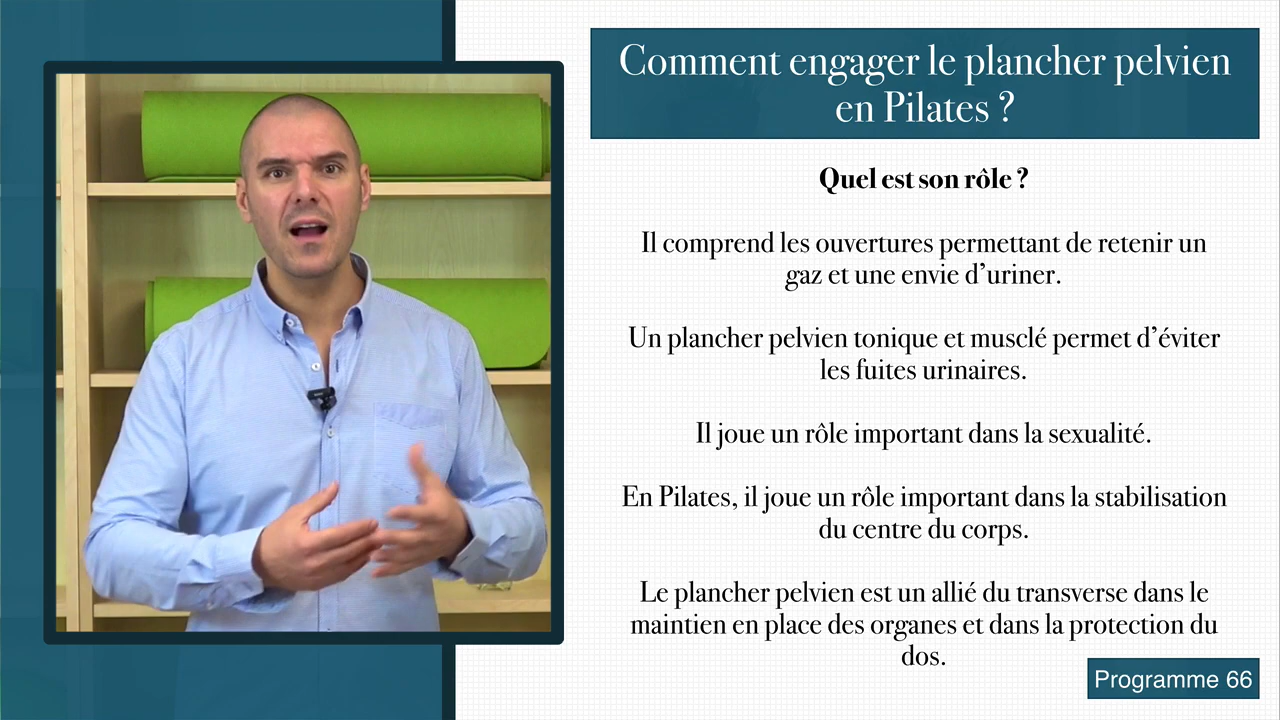 Comment engager le plancher pelvien
en Pilates ?
Quel est son rôle ?
Il comprend les ouvertures permettant de retenir un
gaz et une envie d’uriner.
Un plancher pelvien tonique et musclé permet d’éviter
les fuites urinaires.
Il joue un rôle important dans la sexualité.
En Pilates, il joue un rôle important dans la stabilisation
du centre du corps.
Le plancher pelvien est un allié du transverse dans le
maintien en place des organes et dans la protection du
dos.
Programme 66